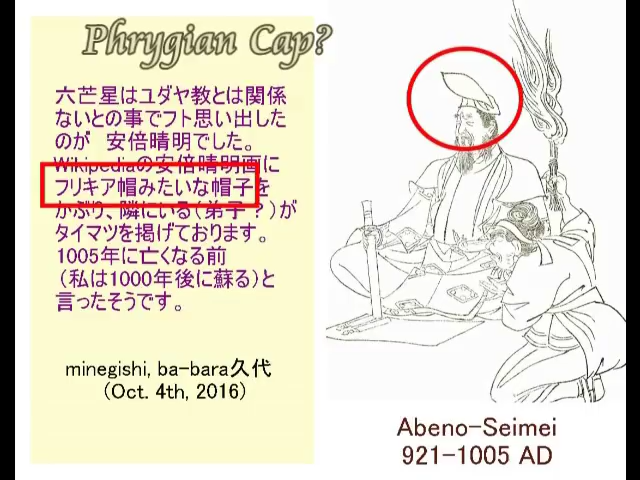 Phrygian Cap?
六芒星はユダヤ教とは関係
ないとの事でフト思い出した
のが 安倍晴明でした。
Wikipediaの安倍晴明画に
フリキア帽みたいな帽子を
かぶり、隣にいる(弟子？)が
タイマツを掲げております。
1005年に亡くなる前
(私は1000年後に蘇る)と
言ったそうです。
minegishi, ba-bara久代
(Oct. 4th, 2016)
Abeno-Seimei
921-1005 AD